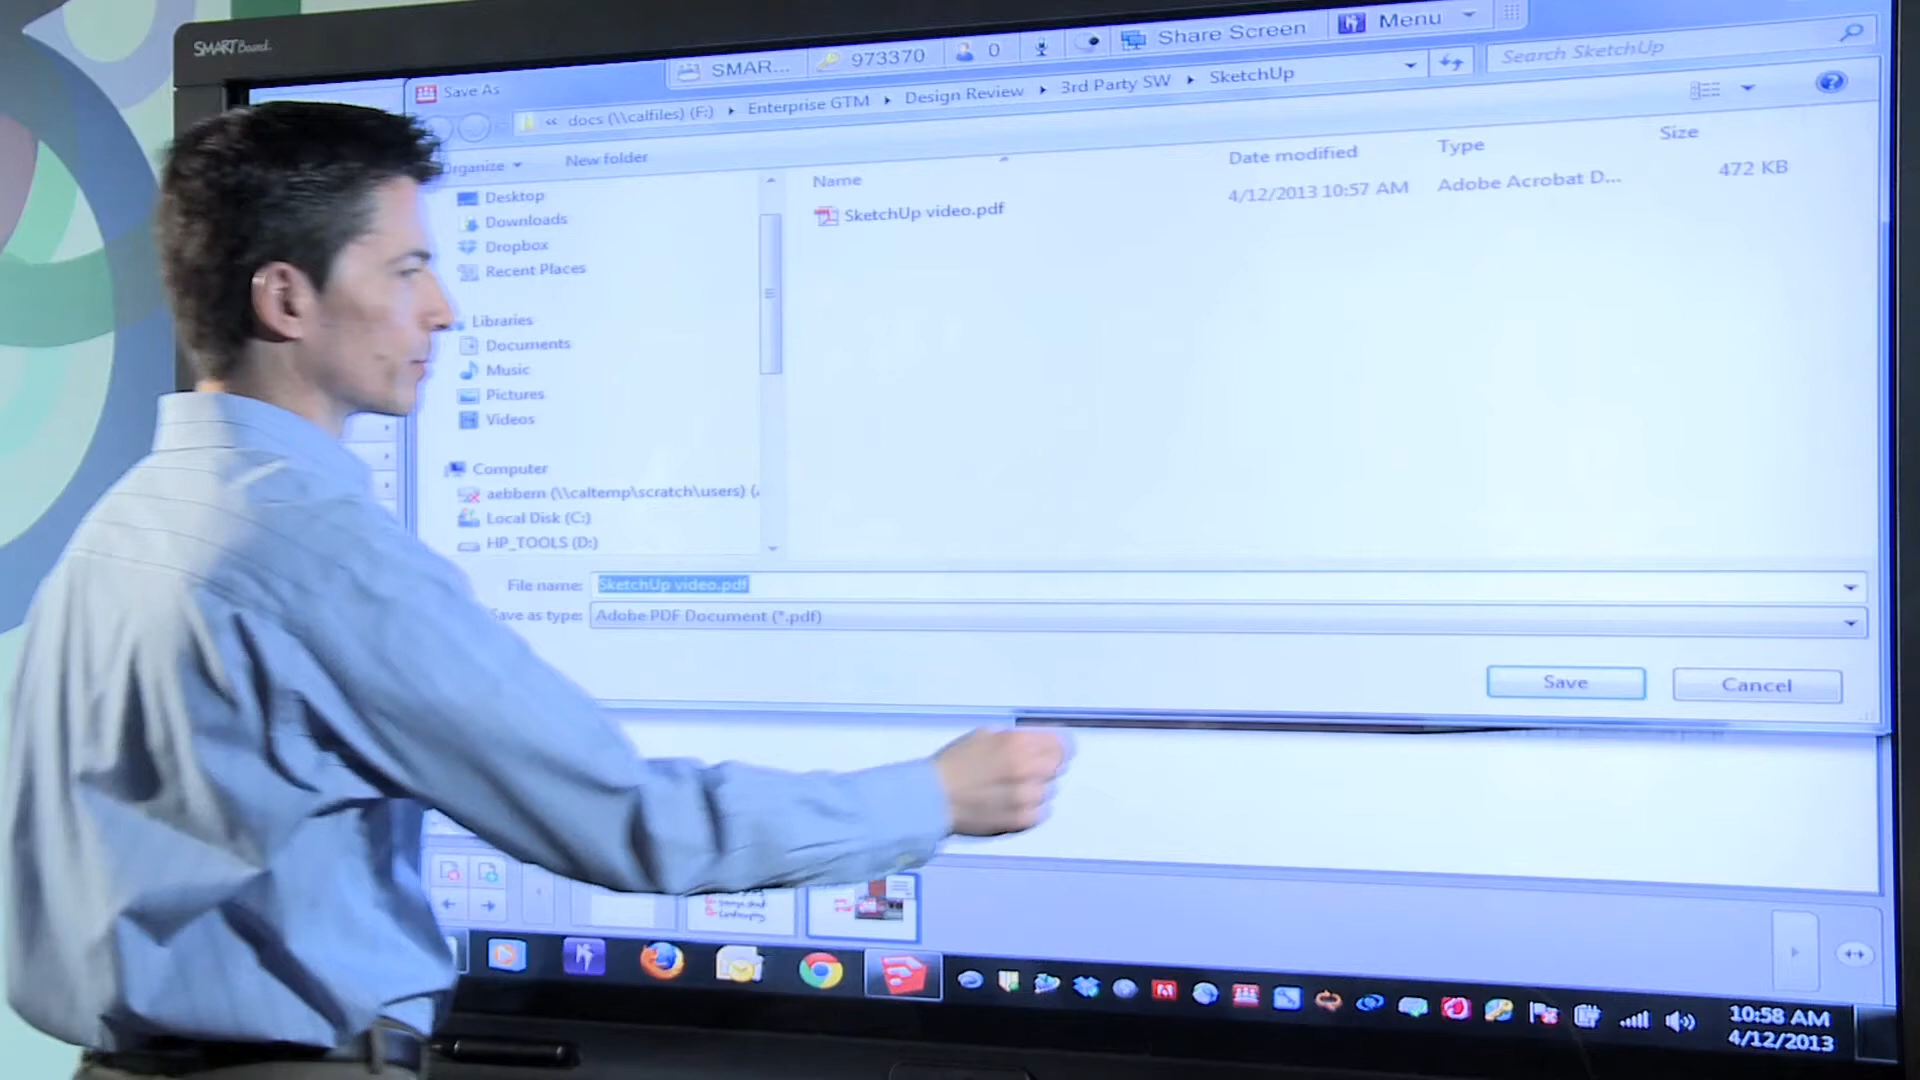 SMART Board
SMAR... 973370 0 Share Screen Menu
Save As
« docs (\\calfiles) (F:) Enterprise GTM Design Review 3rd Party SW SketchUp Search SketchUp
Organize New folder
Name Date modified Type Size
SketchUp video.pdf 4/12/2013 10:57 AM Adobe Acrobat D... 472 KB
Desktop
Downloads
Dropbox
Recent Places
Libraries
Documents
Music
Pictures
Videos
Computer
aebbern (\\caltemp\scratch\users) (
Local Disk (C:)
HP_TOOLS (D:)
File name: SketchUp video.pdf
Save as type: Adobe PDF Document (*.pdf)
Save Cancel
10:58 AM
4/12/2013